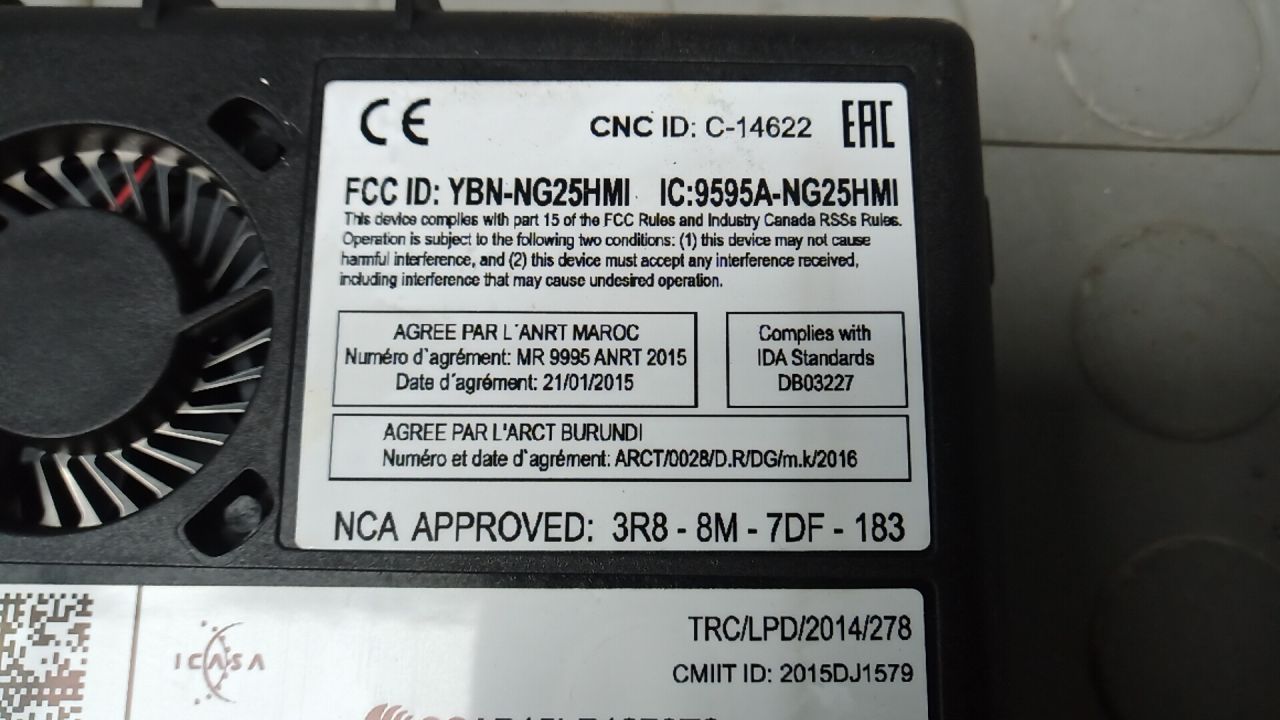 CE
CNC ID: C-14622
EAC
FCC ID: YBN-NG25HMI IC:9595A-NG25HMI
This device complies with part 15 of the FCC Rules and Industry Canada RSSs Rules.
Operation is subject to the following two conditions: (1) this device may not cause
harmful interference, and (2) this device must accept any interference received,
including interference that may cause undesired operation.
AGREE PAR L´ANRT MAROC
Numéro d`agrément: MR 9995 ANRT 2015
Date d´agrément: 21/01/2015
Complies with
IDA Standards
DB03227
AGREE PAR L'ARCT BURUNDI
Numéro et date d`agrément: ARCT/0028/D.R/DG/m.k/2016
NCA APPROVED: 3R8 - 8M - 7DF - 183
ICASA
TRC/LPD/2014/278
CMIIT ID: 2015DJ1579